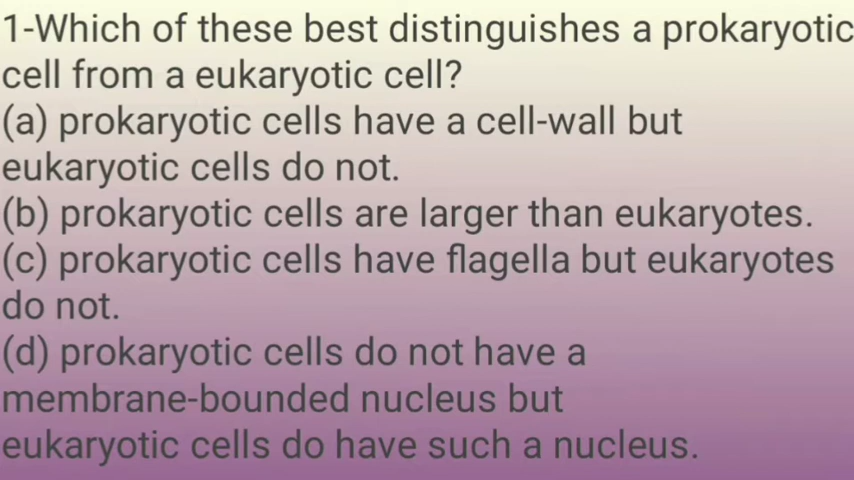 1-Which of these best distinguishes a prokaryotic
cell from a eukaryotic cell?
(a) prokaryotic cells have a cell-wall but
eukaryotic cells do not.
(b) prokaryotic cells are larger than eukaryotes.
(c) prokaryotic cells have flagella but eukaryotes
do not.
(d) prokaryotic cells do not have a
membrane-bounded nucleus but
eukaryotic cells do have such a nucleus.